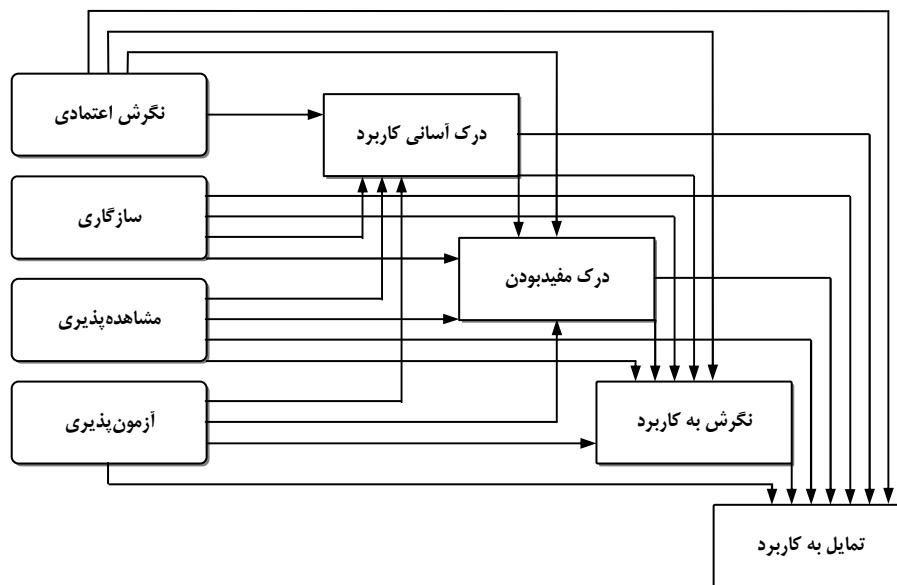 نگرش اعتمادی
درک آسانی کاربرد
سازگاری
درک مفیدبودن
مشاهده‌پذیری
آزمون‌پذیری
نگرش به کاربرد
تمایل به کاربرد